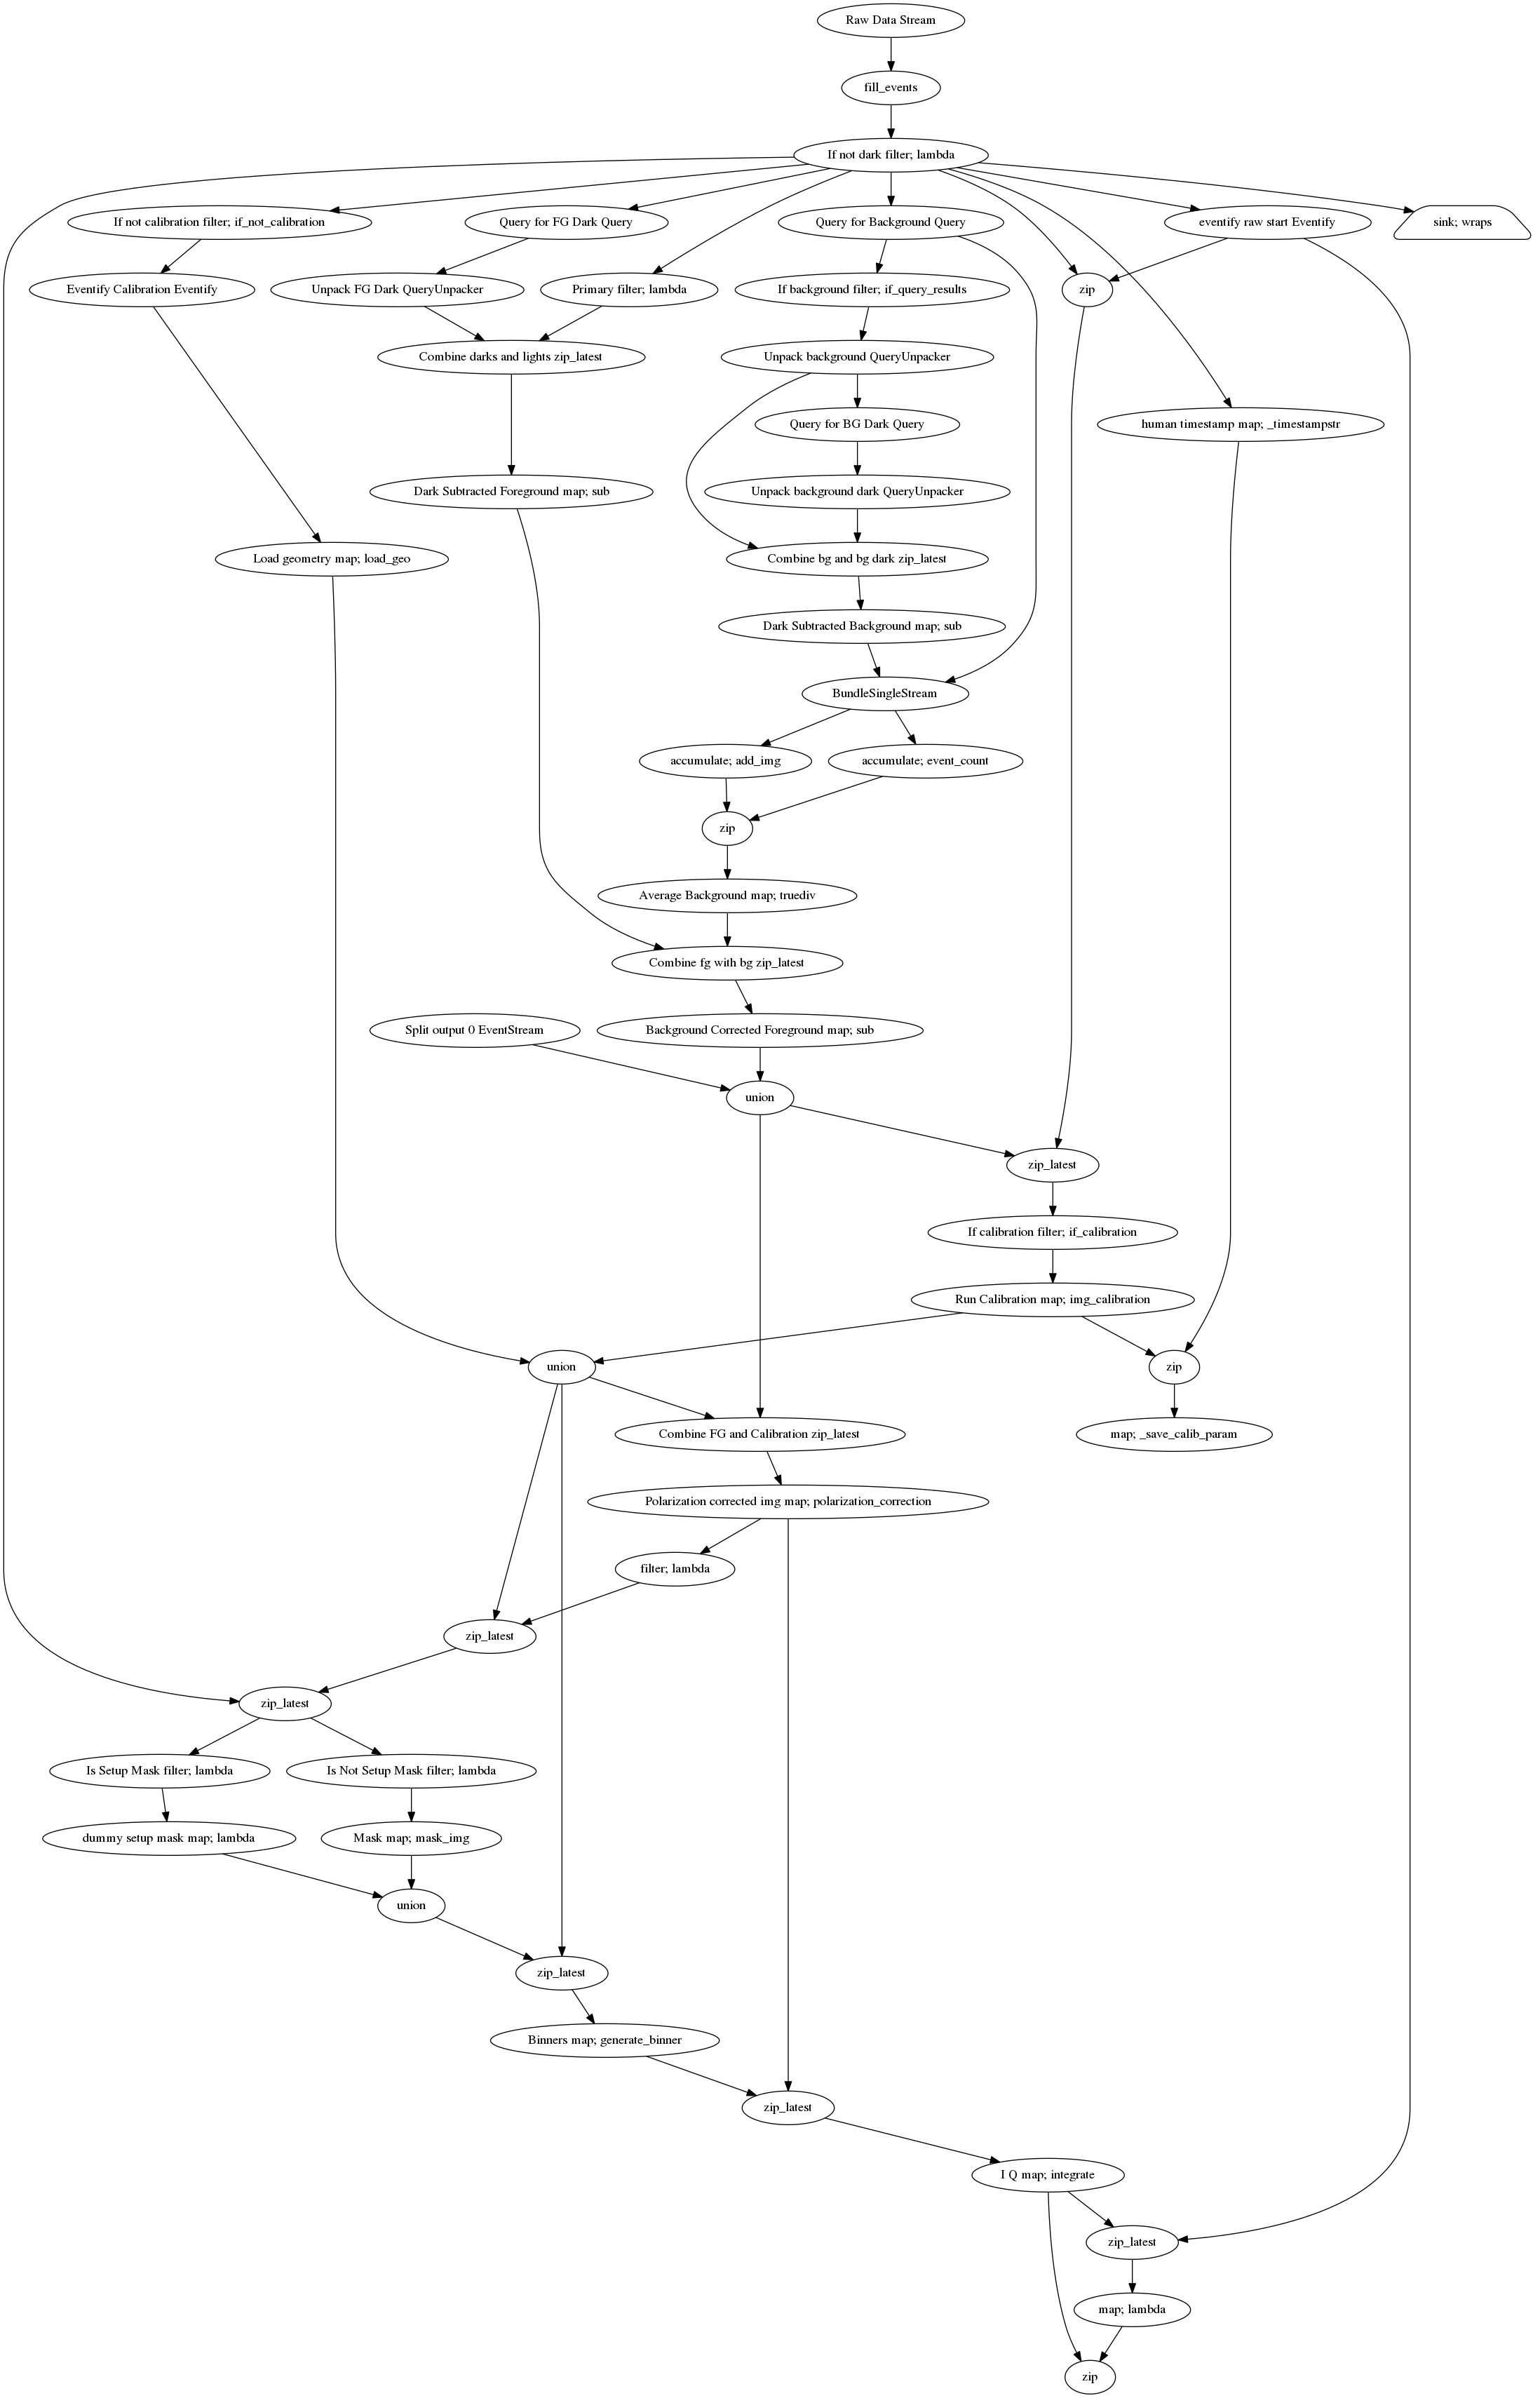 Raw Data Stream
fill_events
If not dark filter; lambda
If not calibration filter; if_not_calibration
Query for FG Dark Query
Query for Background Query
eventify raw start Eventify
sink; wraps
Eventify Calibration Eventify
Unpack FG Dark QueryUnpacker
Primary filter; lambda
If background filter; if_query_results
zip
Combine darks and lights zip_latest
Unpack background QueryUnpacker
Query for BG Dark Query
human timestamp map; _timestampstr
Dark Subtracted Foreground map; sub
Unpack background dark QueryUnpacker
Load geometry map; load_geo
Combine bg and bg dark zip_latest
Dark Subtracted Background map; sub
BundleSingleStream
accumulate; add_img
accumulate; event_count
zip
Average Background map; truediv
Combine fg with bg zip_latest
Split output 0 EventStream
Background Corrected Foreground map; sub
union
zip_latest
If calibration filter; if_calibration
Run Calibration map; img_calibration
union
zip
Combine FG and Calibration zip_latest
map; _save_calib_param
Polarization corrected img map; polarization_correction
filter; lambda
zip_latest
zip_latest
Is Setup Mask filter; lambda
Is Not Setup Mask filter; lambda
dummy setup mask map; lambda
Mask map; mask_img
union
zip_latest
Binners map; generate_binner
zip_latest
I Q map; integrate
zip_latest
map; lambda
zip